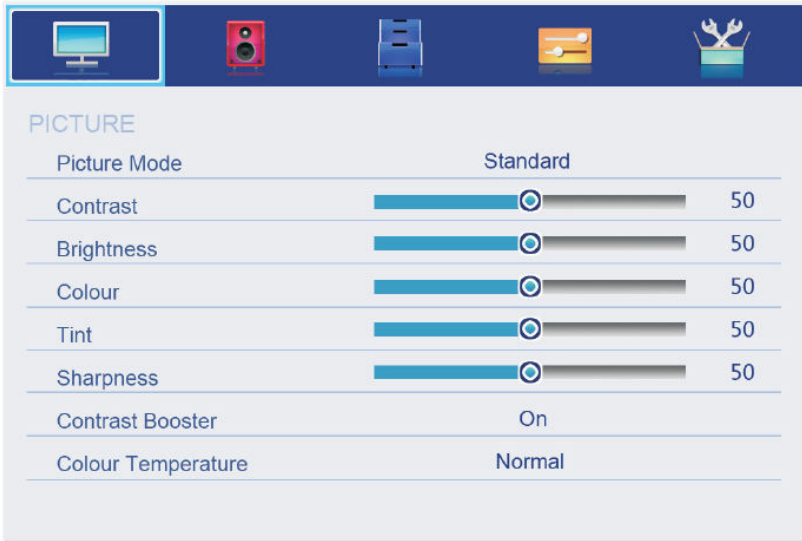 PICTURE
Picture Mode Standard
Contrast 50
Brightness 50
Colour 50
Tint 50
Sharpness 50
Contrast Booster On
Colour Temperature Normal